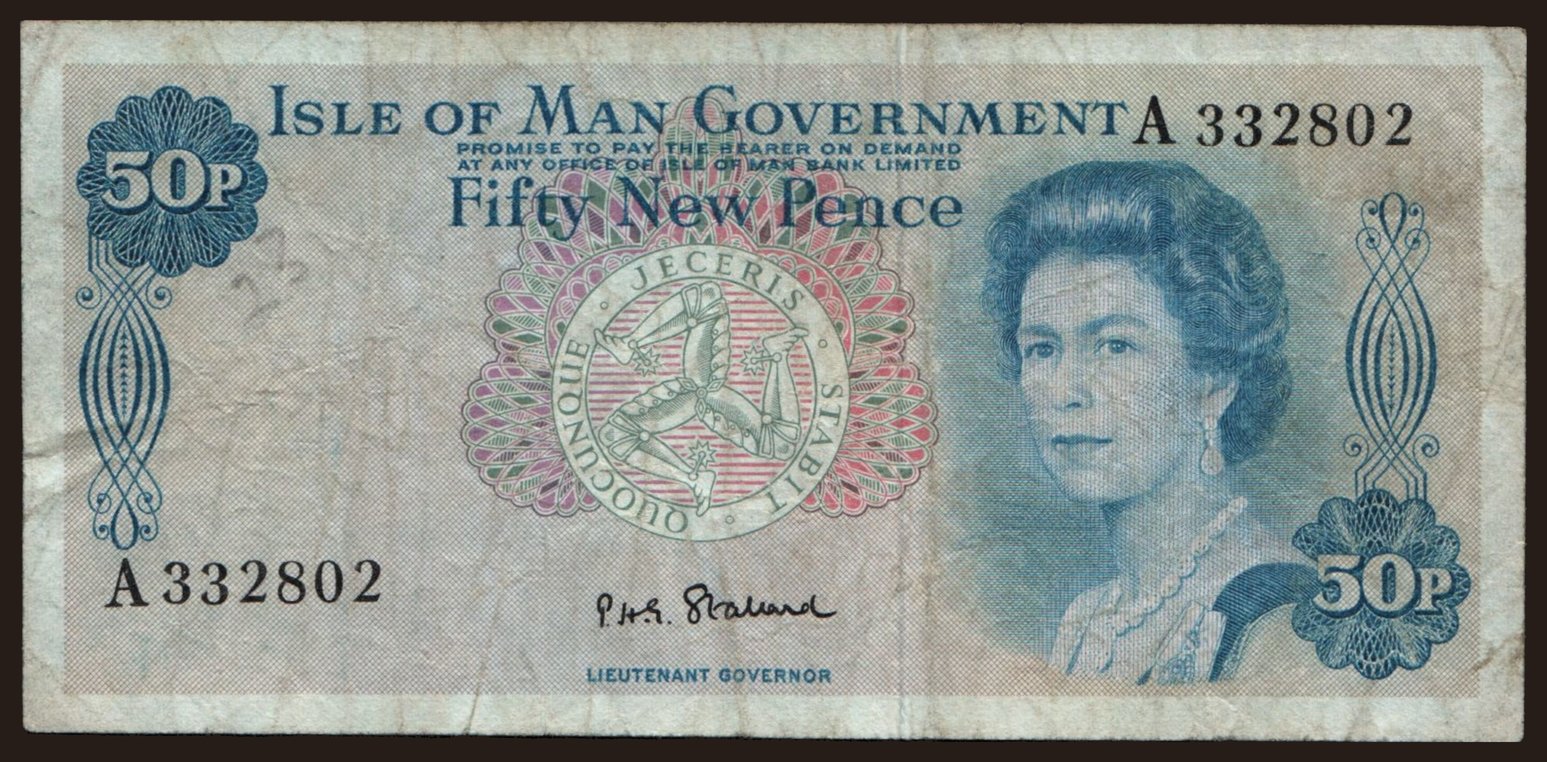 ISLE OF MAN GOVERNMENT
A 332802
PROMISE TO PAY THE BEARER ON DEMAND
AT ANY OFFICE OF ISLE OF MAN BANK LIMITED
50P
Fifty New Pence
QUOCUNQUE · JECERIS · STABIT ·
A 332802
P.H.G. Stallard
LIEUTENANT GOVERNOR
50P